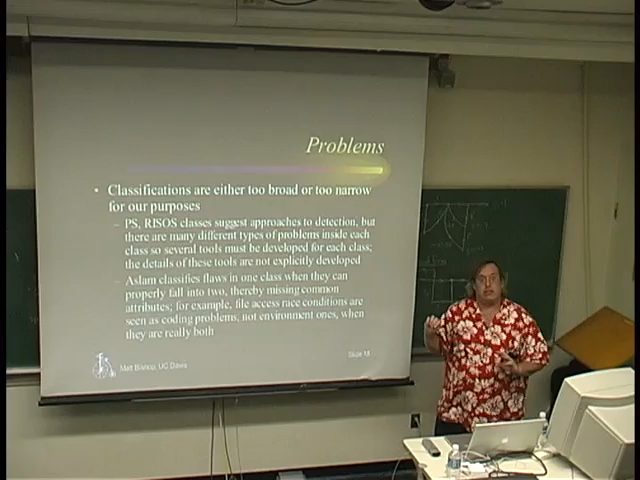 Problems
• Classifications are either too broad or too narrow
for our purposes
– PS, RISOS classes suggest approaches to detection, but
there are many different types of problems inside each
class so several tools must be developed for each class;
the details of these tools are not explicitly developed
– Aslam classifies flaws in one class when they can
properly fall into two, thereby missing common
attributes; for example, file access race conditions are
seen as coding problems, not environment ones, when
they are really both
Matt Bishop, UC Davis
Slide 18